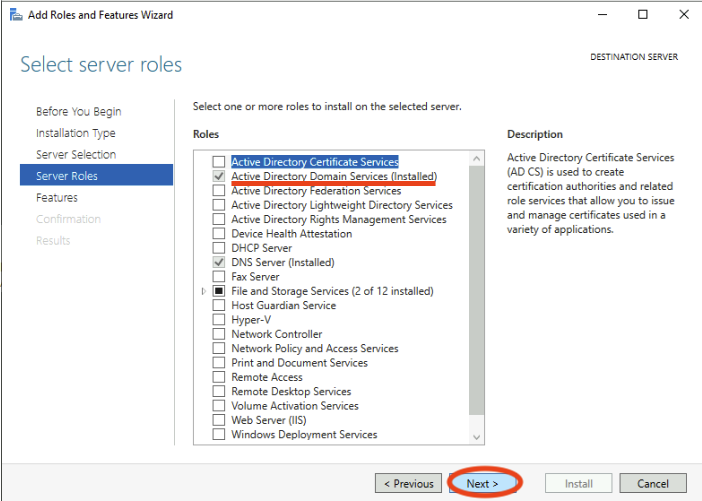 Add Roles and Features Wizard
Select server roles
DESTINATION SERVER
Before You Begin
Installation Type
Server Selection
Server Roles
Features
Confirmation
Results
Select one or more roles to install on the selected server.
Roles
Active Directory Certificate Services
Active Directory Domain Services (Installed)
Active Directory Federation Services
Active Directory Lightweight Directory Services
Active Directory Rights Management Services
Device Health Attestation
DHCP Server
DNS Server (Installed)
Fax Server
File and Storage Services (2 of 12 installed)
Host Guardian Service
Hyper-V
Network Controller
Network Policy and Access Services
Print and Document Services
Remote Access
Remote Desktop Services
Volume Activation Services
Web Server (IIS)
Windows Deployment Services
Description
Active Directory Certificate Services
(AD CS) is used to create
certification authorities and related
role services that allow you to issue
and manage certificates used in a
variety of applications.
< Previous
Next >
Install
Cancel